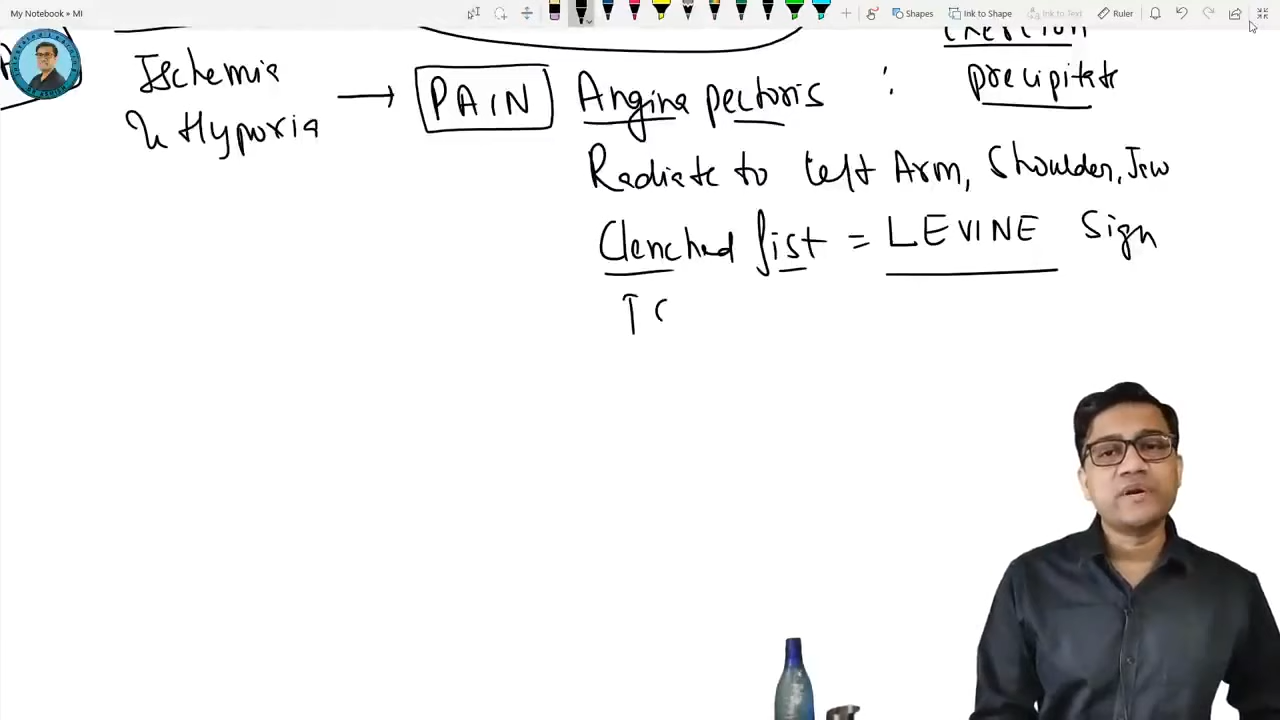 My Notebook » MI
Shapes Ink to Shape Ink to Text Ruler
Exertion
Ischemia → PAIN Angina pectoris : precipitate
Hypoxia
Radiate to left Arm, Shoulder, Jaw
Clenched fist = LEVINE Sign